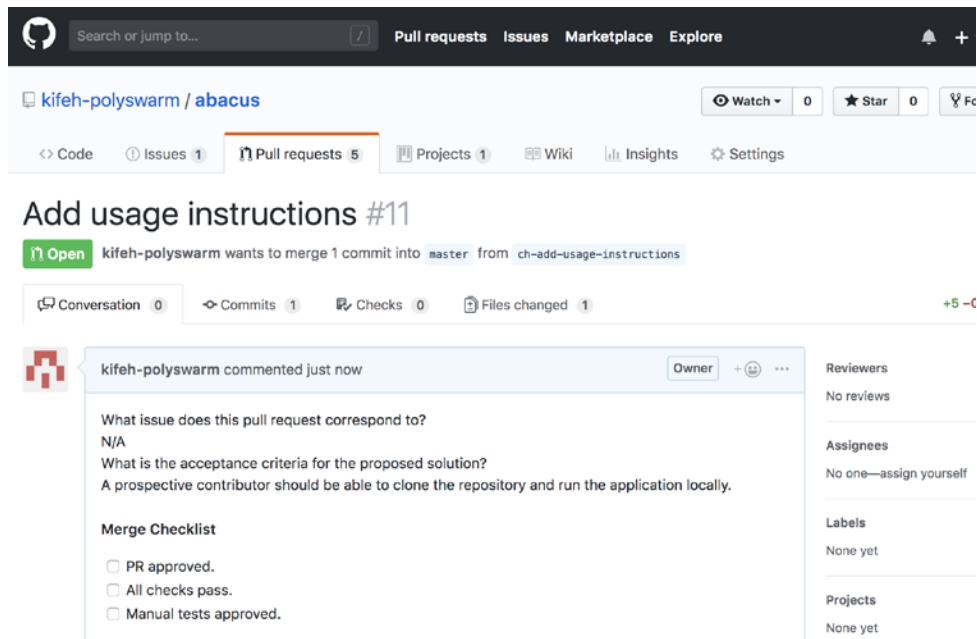 Search or jump to... / Pull requests Issues Marketplace Explore
kifeh-polyswarm / abacus Watch 0 Star 0
Code Issues 1 Pull requests 5 Projects 1 Wiki Insights Settings
Add usage instructions #11
Open kifeh-polyswarm wants to merge 1 commit into master from ch-add-usage-instructions
Conversation 0 Commits 1 Checks 0 Files changed 1 +5 −0
kifeh-polyswarm commented just now Owner
What issue does this pull request correspond to?
N/A
What is the acceptance criteria for the proposed solution?
A prospective contributor should be able to clone the repository and run the application locally.
Merge Checklist
PR approved.
All checks pass.
Manual tests approved.
Reviewers
No reviews
Assignees
No one—assign yourself
Labels
None yet
Projects
None yet